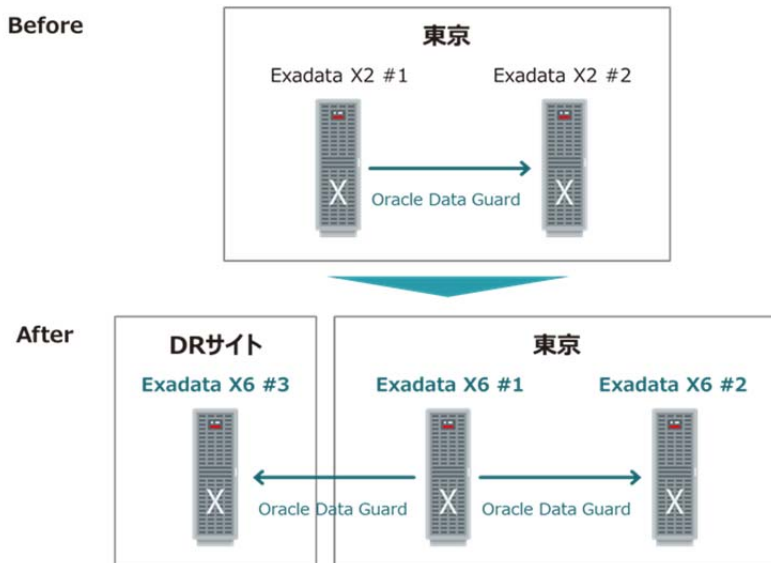 Before
東京
Exadata X2 #1
Exadata X2 #2
X
X
Oracle Data Guard
After
DRサイト
東京
Exadata X6 #3
Exadata X6 #1
Exadata X6 #2
X
X
X
Oracle Data Guard
Oracle Data Guard